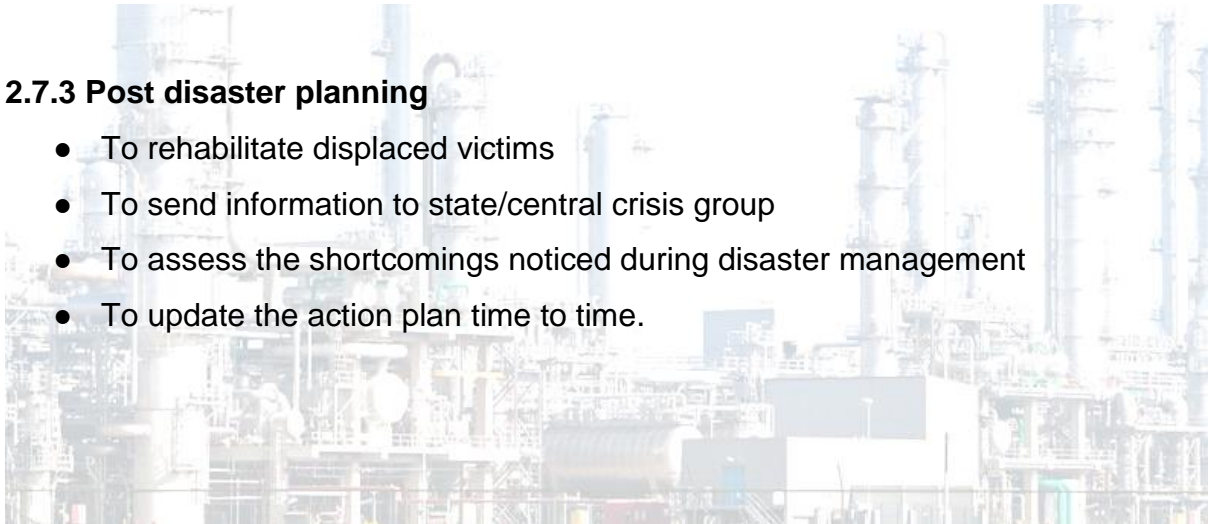 2.7.3 Post disaster planning
● To rehabilitate displaced victims
● To send information to state/central crisis group
● To assess the shortcomings noticed during disaster management
● To update the action plan time to time.